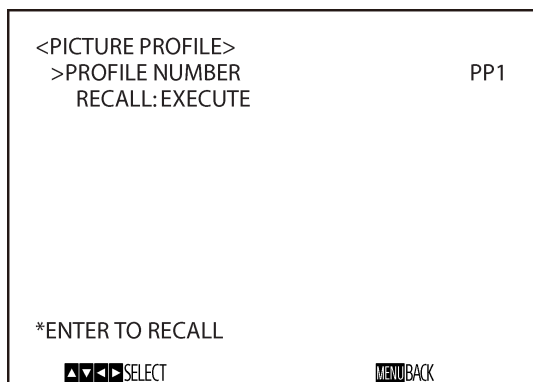 <PICTURE PROFILE>
>PROFILE NUMBER PP1
RECALL:EXECUTE
*ENTER TO RECALL
▲▼◀▶SELECT MENU BACK